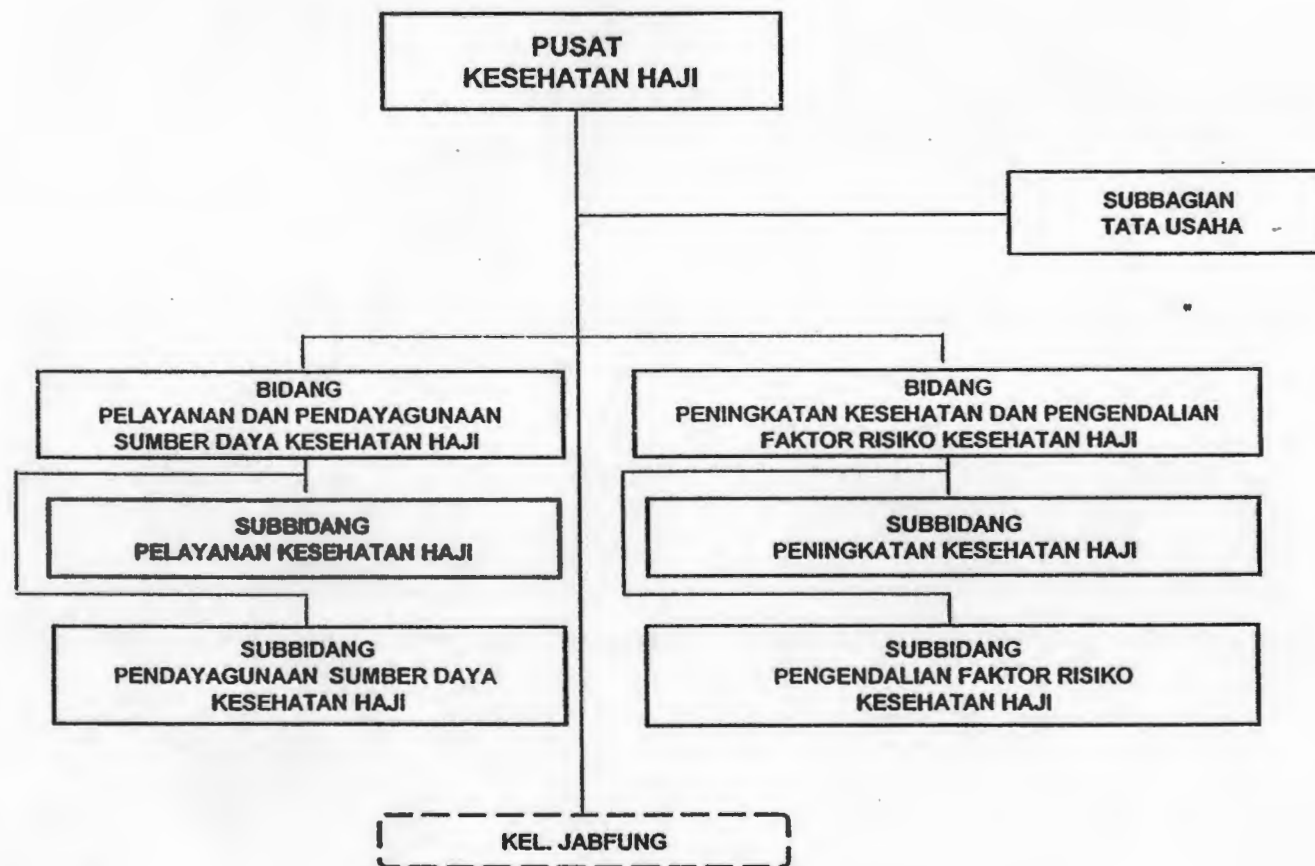 PUSAT
KESEHATAN HAJI
SUBBAGIAN
TATA USAHA
BIDANG
PELAYANAN DAN PENDAYAGUNAAN
SUMBER DAYA KESEHATAN HAJI
BIDANG
PENINGKATAN KESEHATAN DAN PENGENDALIAN
FAKTOR RISIKO KESEHATAN HAJI
SUBBIDANG
PELAYANAN KESEHATAN HAJI
SUBBIDANG
PENINGKATAN KESEHATAN HAJI
SUBBIDANG
PENDAYAGUNAAN SUMBER DAYA
KESEHATAN HAJI
SUBBIDANG
PENGENDALIAN FAKTOR RISIKO
KESEHATAN HAJI
KEL. JABFUNG